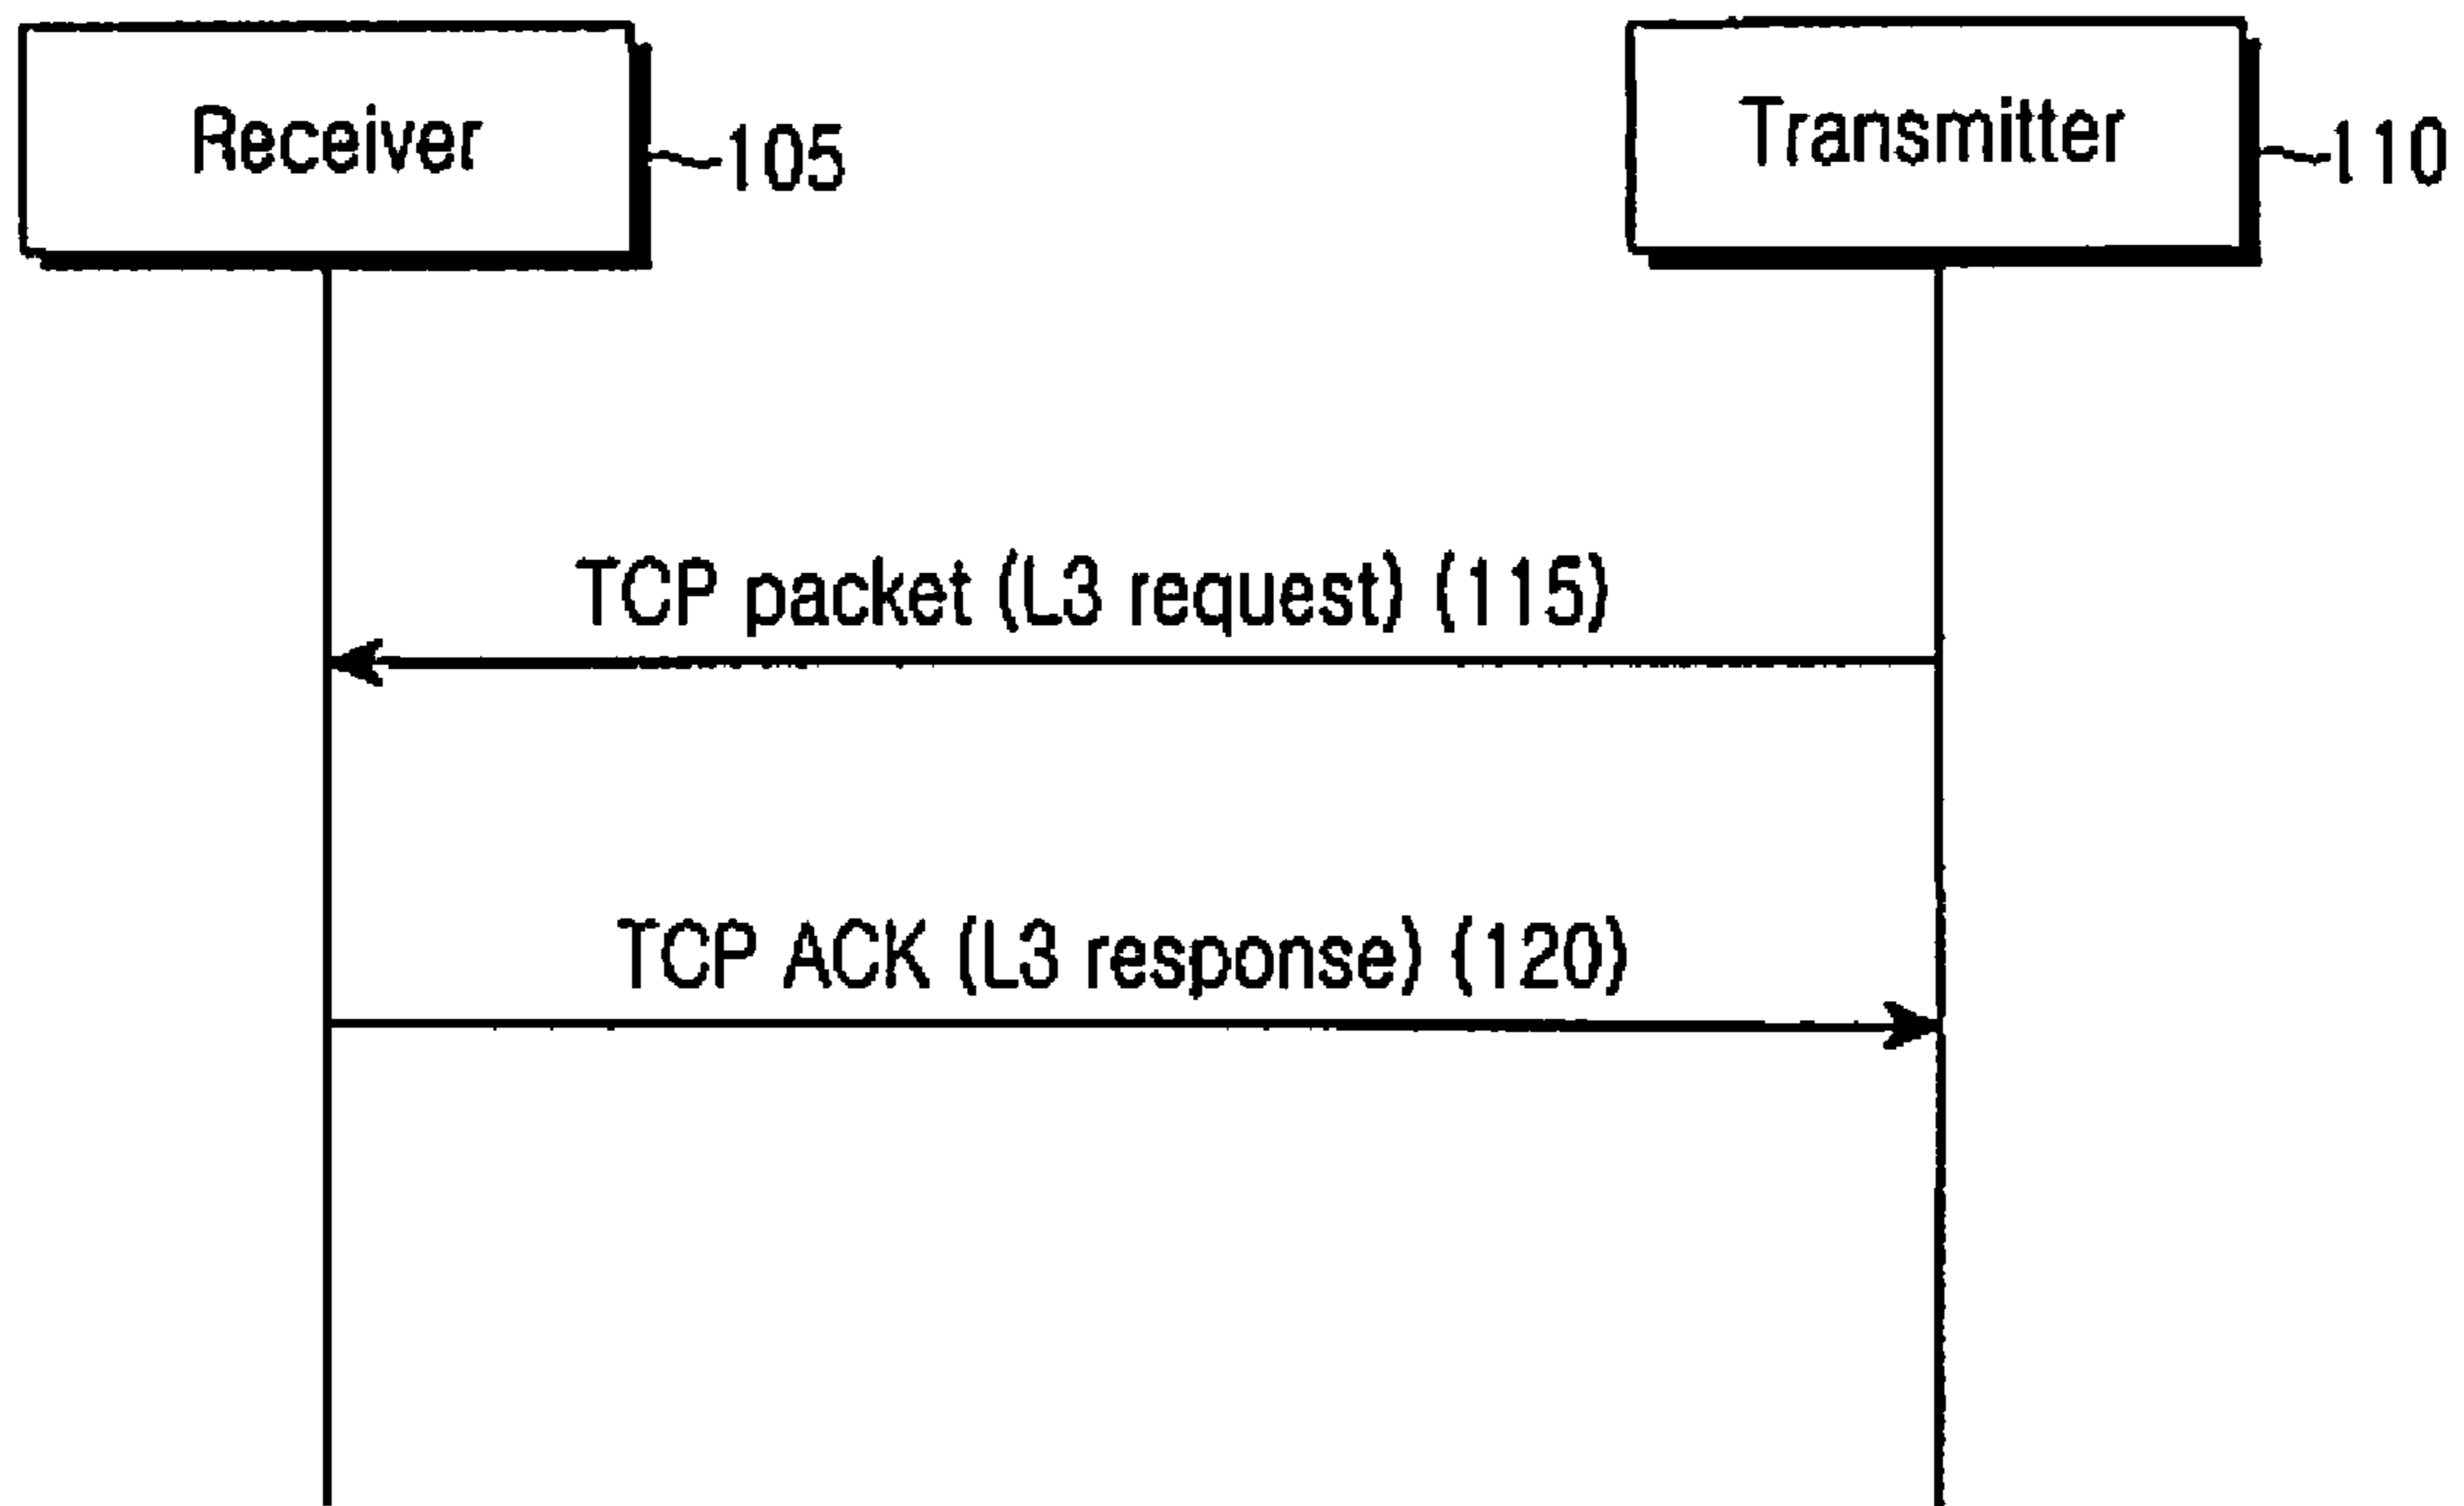 Receiver
105
Transmitter
110
TCP packet (L3 request) (115)
TCP ACK (L3 response) (120)